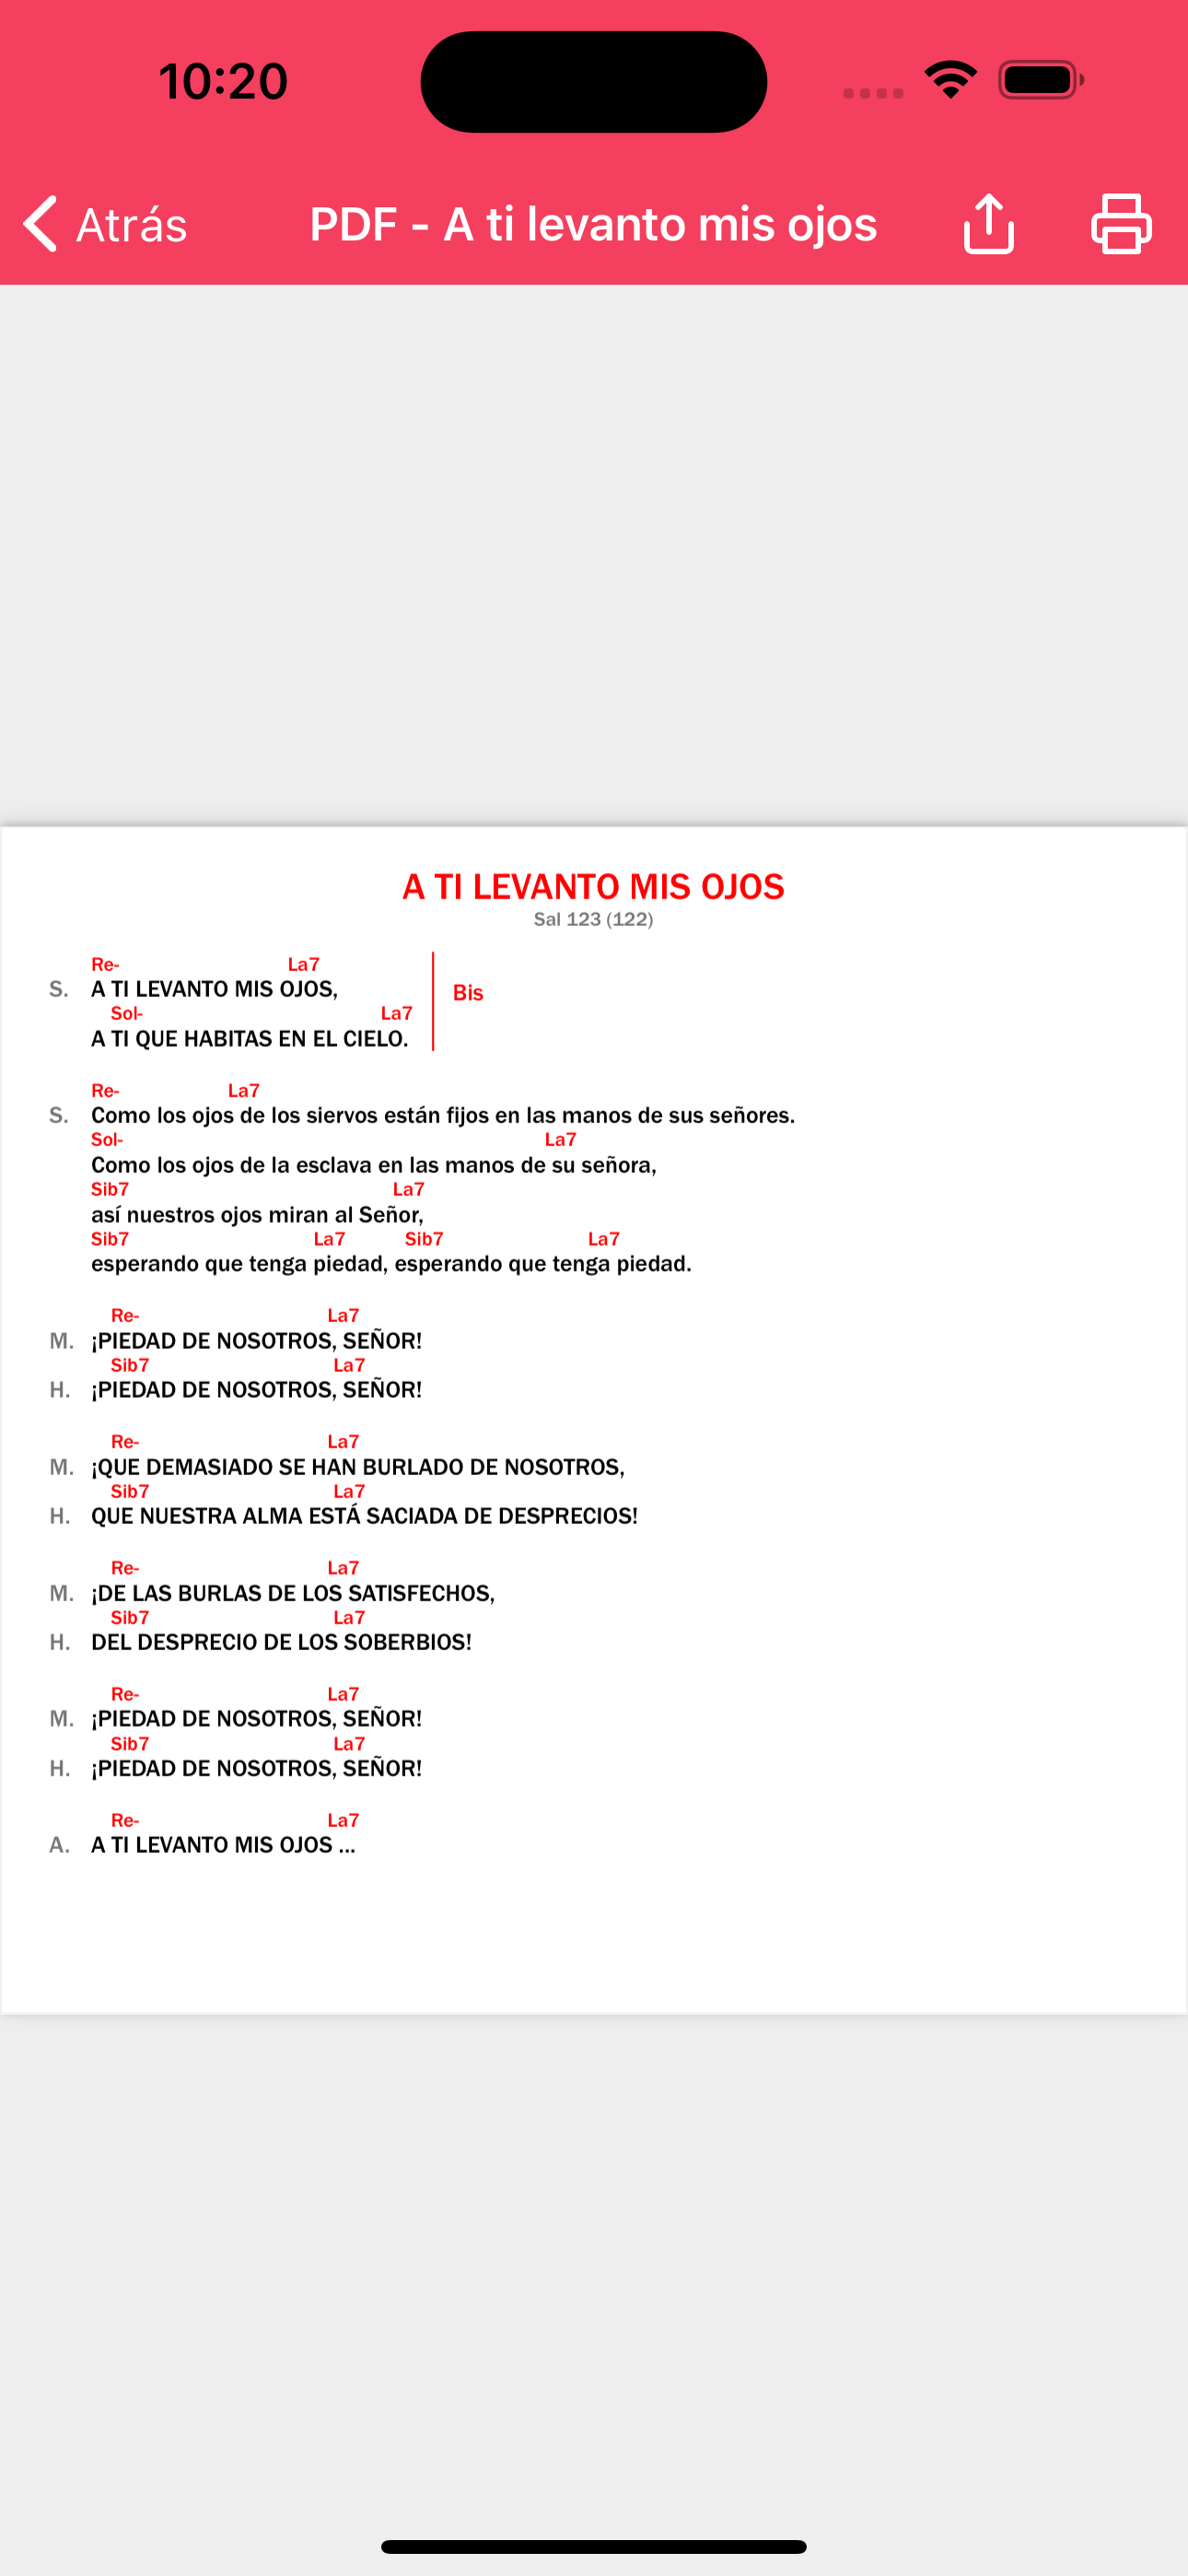 10:20
Atrás PDF - A ti levanto mis ojos
A TI LEVANTO MIS OJOS
Sal 123 (122)
Re- La7
S. A TI LEVANTO MIS OJOS,
Bis
Sol- La7
A TI QUE HABITAS EN EL CIELO.
Re- La7
S. Como los ojos de los siervos están fijos en las manos de sus señores.
Sol- La7
Como los ojos de la esclava en las manos de su señora,
Sib7 La7
así nuestros ojos miran al Señor,
Sib7 La7 Sib7 La7
esperando que tenga piedad, esperando que tenga piedad.
Re- La7
M. ¡PIEDAD DE NOSOTROS, SEÑOR!
Sib7 La7
H. ¡PIEDAD DE NOSOTROS, SEÑOR!
Re- La7
M. ¡QUE DEMASIADO SE HAN BURLADO DE NOSOTROS,
Sib7 La7
H. QUE NUESTRA ALMA ESTÁ SACIADA DE DESPRECIOS!
Re- La7
M. ¡DE LAS BURLAS DE LOS SATISFECHOS,
Sib7 La7
H. DEL DESPRECIO DE LOS SOBERBIOS!
Re- La7
M. ¡PIEDAD DE NOSOTROS, SEÑOR!
Sib7 La7
H. ¡PIEDAD DE NOSOTROS, SEÑOR!
Re- La7
A. A TI LEVANTO MIS OJOS ...